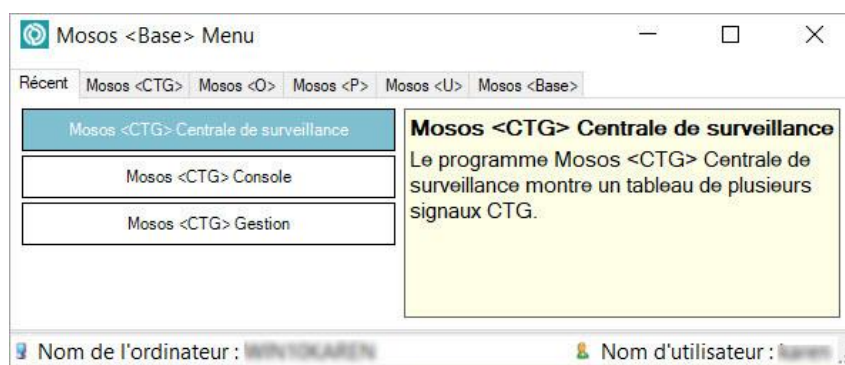 Mosos <Base> Menu
Récent Mosos <CTG> Mosos <O> Mosos <P> Mosos <U> Mosos <Base>
Mosos <CTG> Centrale de surveillance
Mosos <CTG> Console
Mosos <CTG> Gestion
Mosos <CTG> Centrale de surveillance
Le programme Mosos <CTG> Centrale de
surveillance montre un tableau de plusieurs
signaux CTG.
Nom de l'ordinateur :
Nom d'utilisateur :